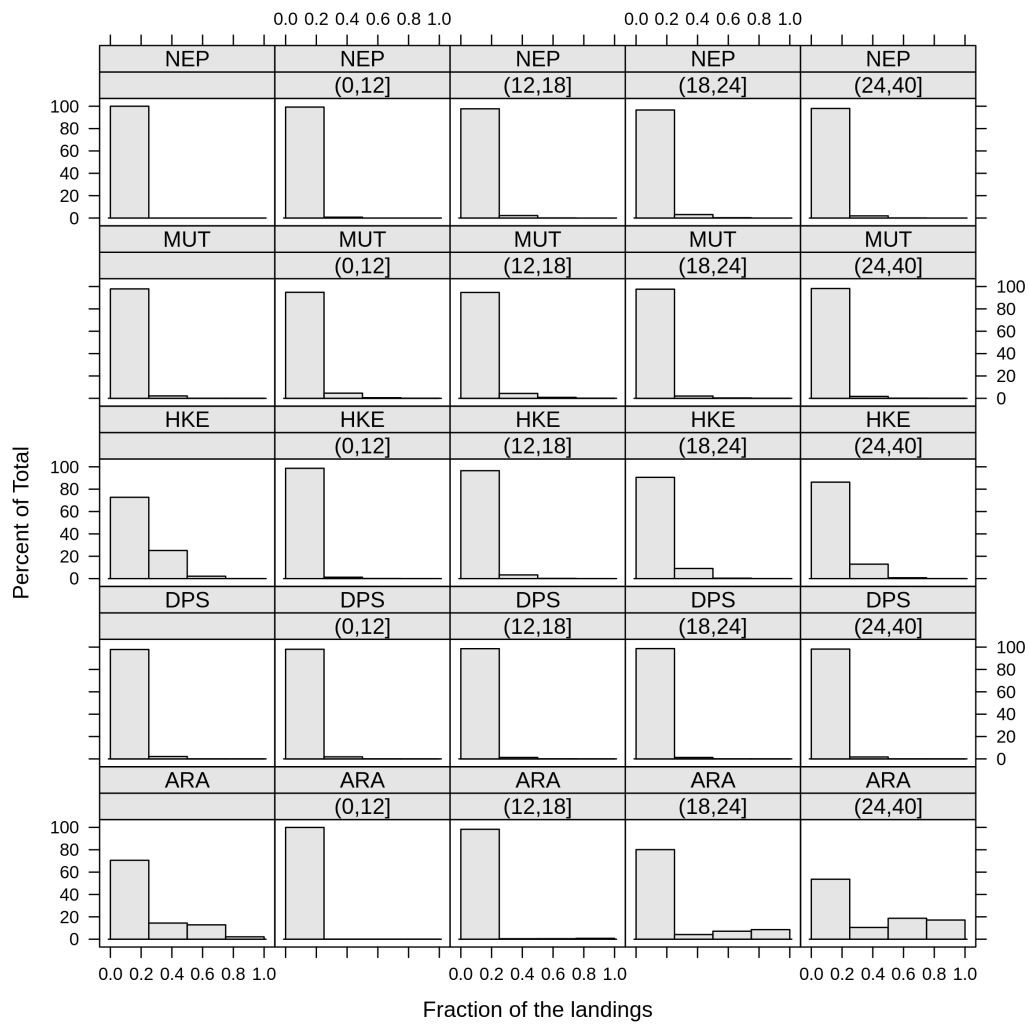 0.0 0.2 0.4 0.6 0.8 1.0 0.0 0.2 0.4 0.6 0.8 1.0
NEP NEP NEP NEP NEP
(0,12] (12,18] (18,24] (24,40]
100
80
60
40
20
0
MUT MUT MUT MUT MUT
(0,12] (12,18] (18,24] (24,40]
100
80
60
40
20
0
HKE HKE HKE HKE HKE
(0,12] (12,18] (18,24] (24,40]
100
80
60
40
20
0
Percent of Total
DPS DPS DPS DPS DPS
(0,12] (12,18] (18,24] (24,40]
100
80
60
40
20
0
ARA ARA ARA ARA ARA
(0,12] (12,18] (18,24] (24,40]
100
80
60
40
20
0
0.0 0.2 0.4 0.6 0.8 1.0 0.0 0.2 0.4 0.6 0.8 1.0 0.0 0.2 0.4 0.6 0.8 1.0
Fraction of the landings